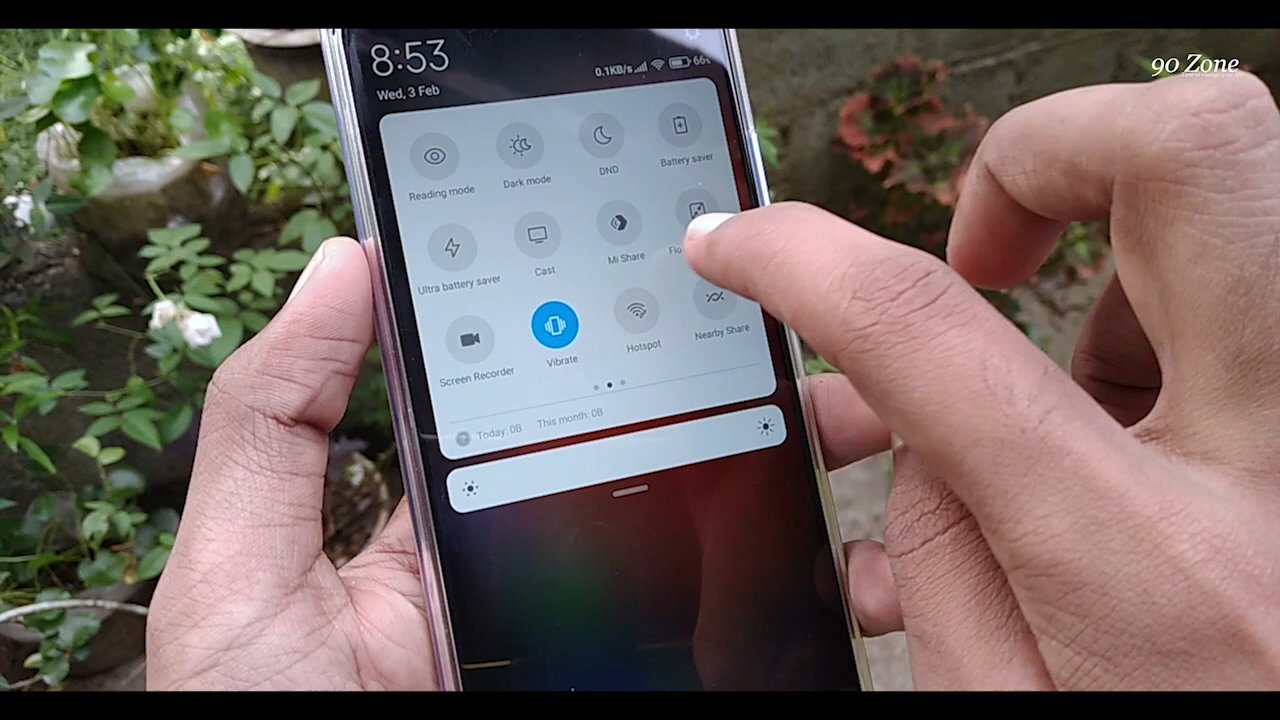 90 Zone
8:53
0.1KB/s 66%
Wed, 3 Feb
Reading mode
Dark mode
DND
Battery saver
Ultra battery saver
Cast
Mi Share
Screen Recorder
Vibrate
Hotspot
Nearby Share
Today: 0B This month: 0B